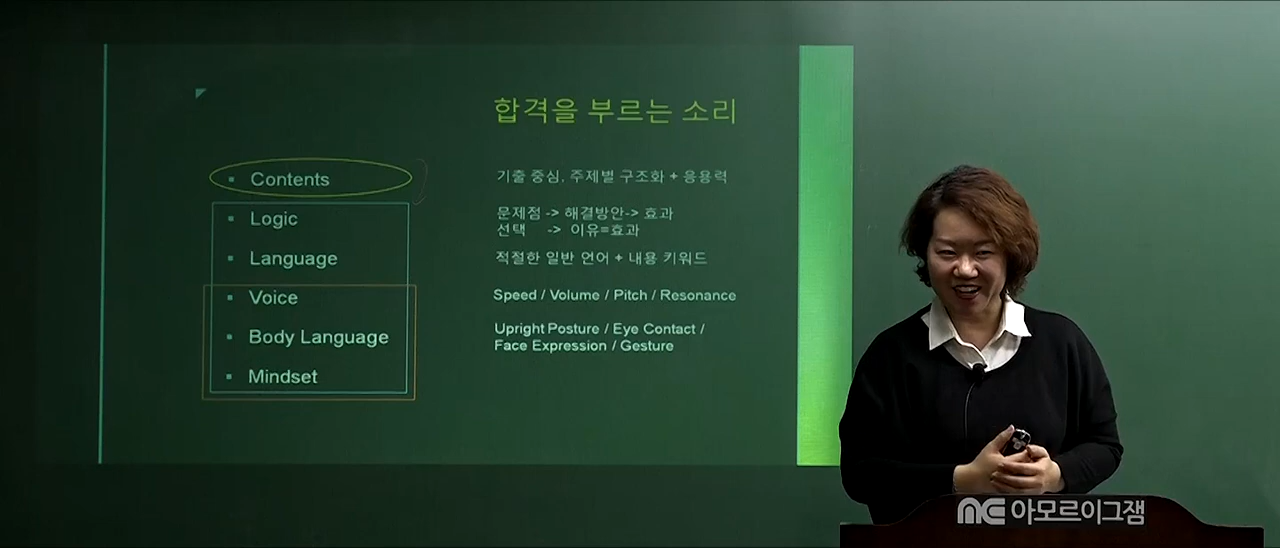 합격을 부르는 소리
▪ Contents 기출 중심, 주제별 구조화 + 응용력
▪ Logic 문제점 -> 해결방안-> 효과
선택 -> 이유=효과
▪ Language 적절한 일반 언어 + 내용 키워드
▪ Voice Speed / Volume / Pitch / Resonance
▪ Body Language Upright Posture / Eye Contact /
Face Expression / Gesture
▪ Mindset
아모르이그잼